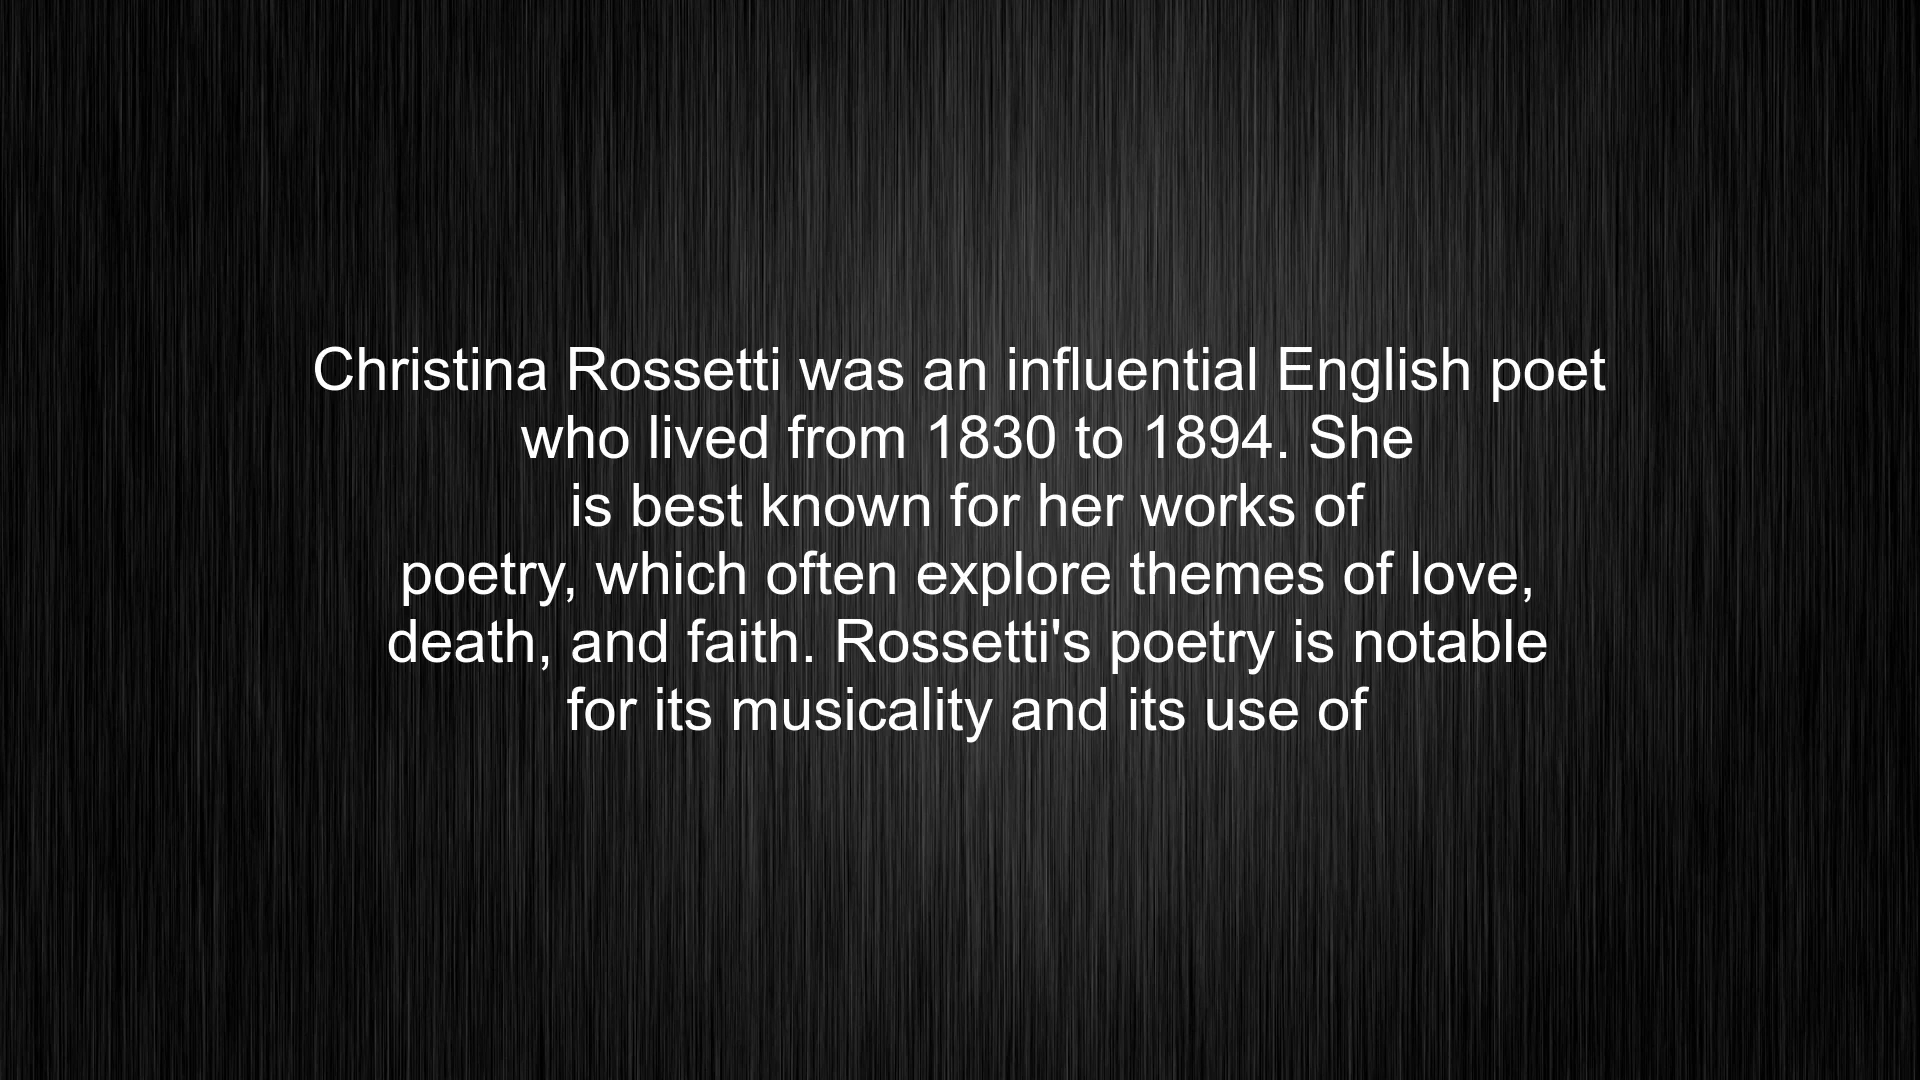 Christina Rossetti was an influential English poet
who lived from 1830 to 1894. She
is best known for her works of
poetry, which often explore themes of love,
death, and faith. Rossetti's poetry is notable
for its musicality and its use of